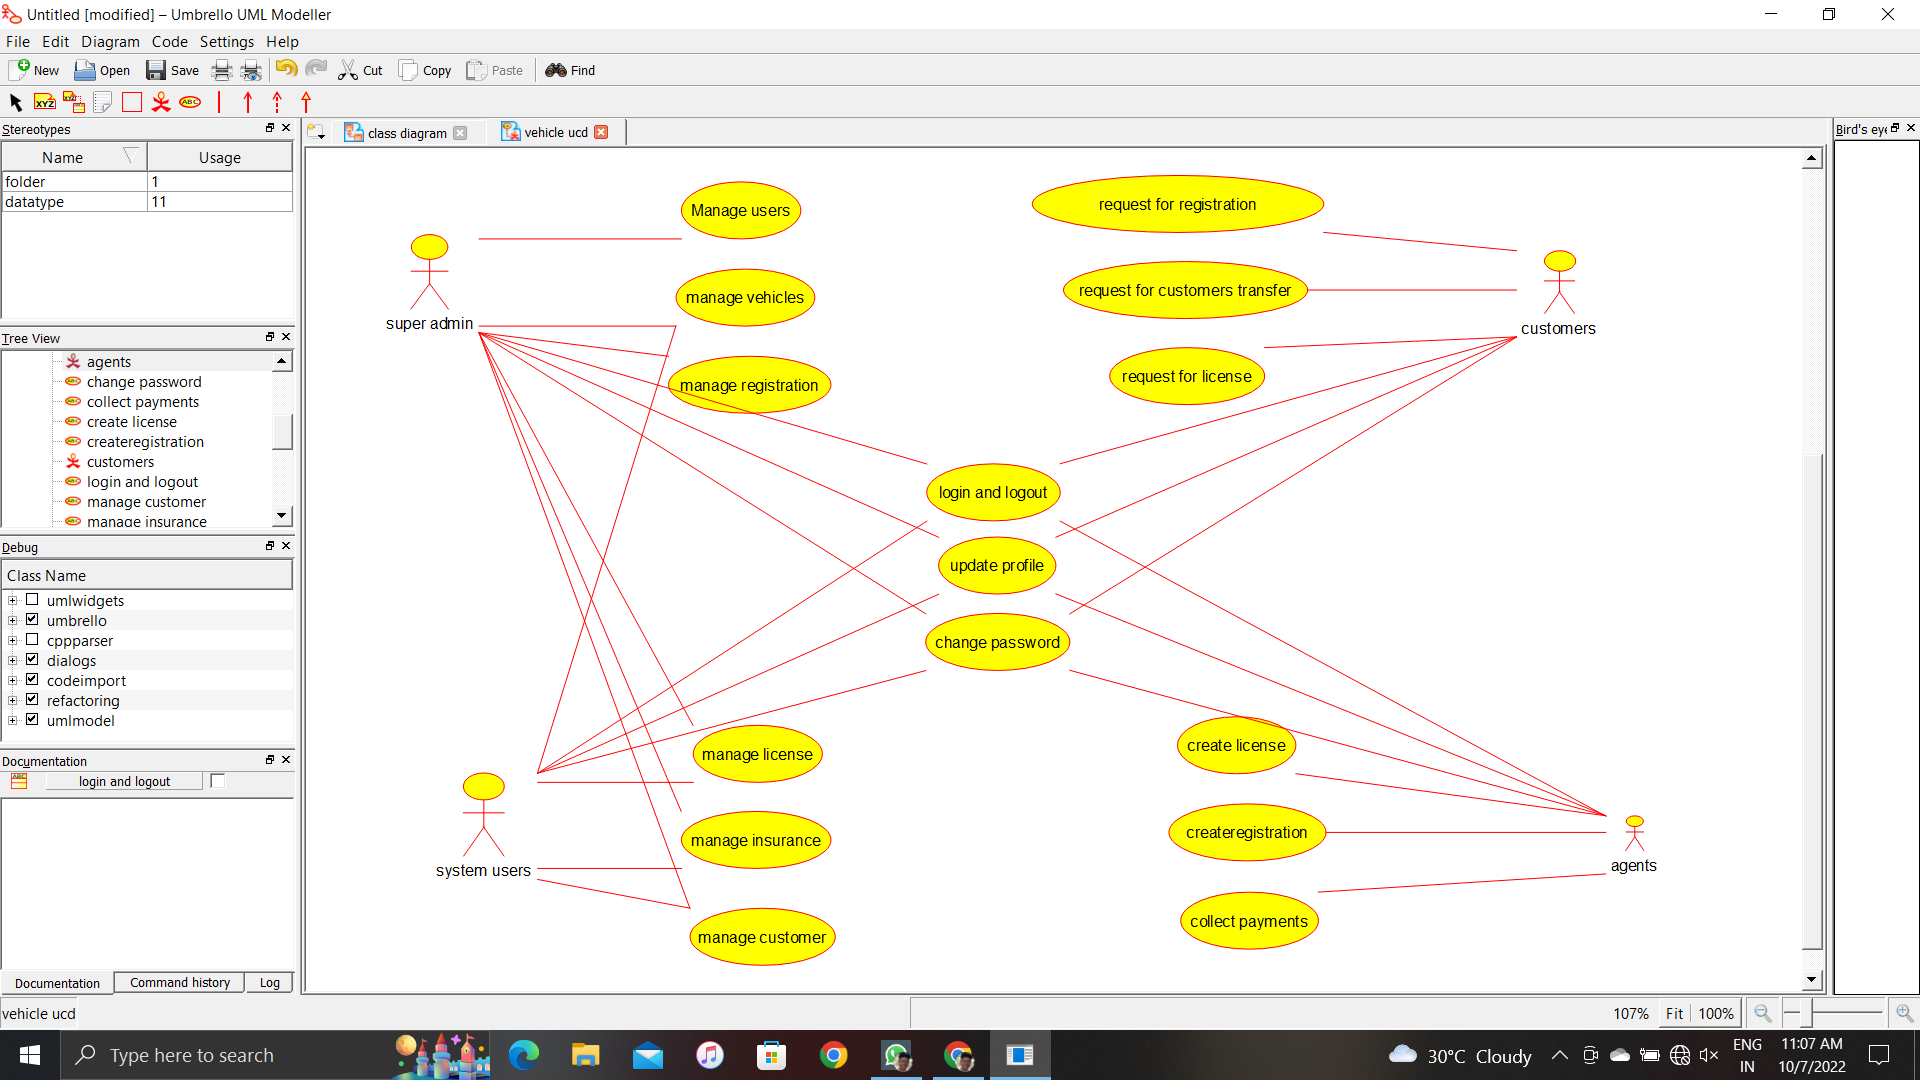 Untitled [modified] – Umbrello UML Modeller
File Edit Diagram Code Settings Help
New Open Save Cut Copy Paste Find
XYZ XYZ ABC
Stereotypes
Name Usage
folder 1
datatype 11
Tree View
agents
change password
collect payments
create license
createregistration
customers
login and logout
manage customer
manage insurance
Debug
Class Name
umlwidgets
umbrello
cppparser
dialogs
codeimport
refactoring
umlmodel
Documentation
login and logout
Documentation Command history Log
class diagram vehicle ucd
Bird's eye
Manage users
request for registration
manage vehicles
request for customers transfer
super admin
customers
manage registration
request for license
login and logout
update profile
change password
manage license
create license
manage insurance
createregistration
system users
agents
manage customer
collect payments
vehicle ucd
107% Fit 100%
Type here to search
30°C Cloudy
ENG
IN
11:07 AM
10/7/2022